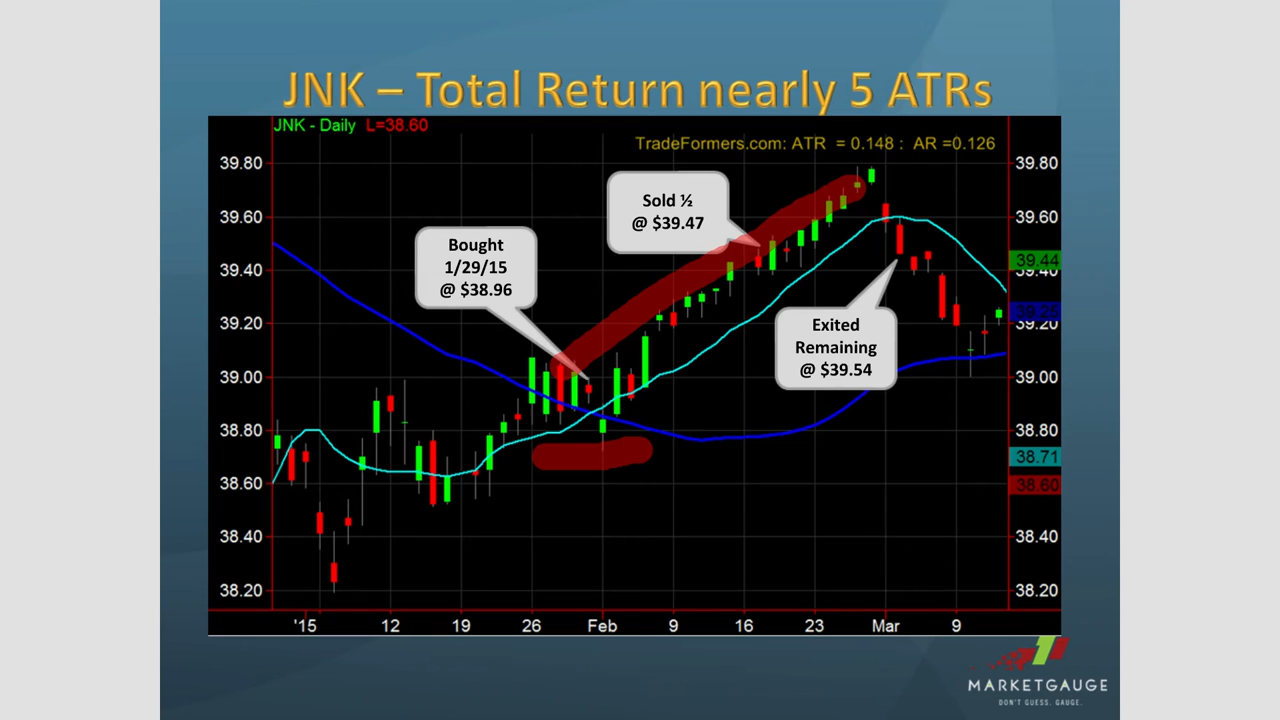 JNK – Total Return nearly 5 ATRs
JNK - Daily L=38.60
TradeFormers.com: ATR = 0.148 : AR =0.126
39.80
39.60
39.40
39.20
39.00
38.80
38.60
38.40
38.20
Bought
1/29/15
@ $38.96
Sold ½
@ $39.47
Exited
Remaining
@ $39.54
39.80
39.60
39.44
39.40
39.20
39.00
38.80
38.71
38.60
38.40
38.20
'15 12 19 26 Feb 9 16 23 Mar 9
MARKETGAUGE
DON'T GUESS. GAUGE.